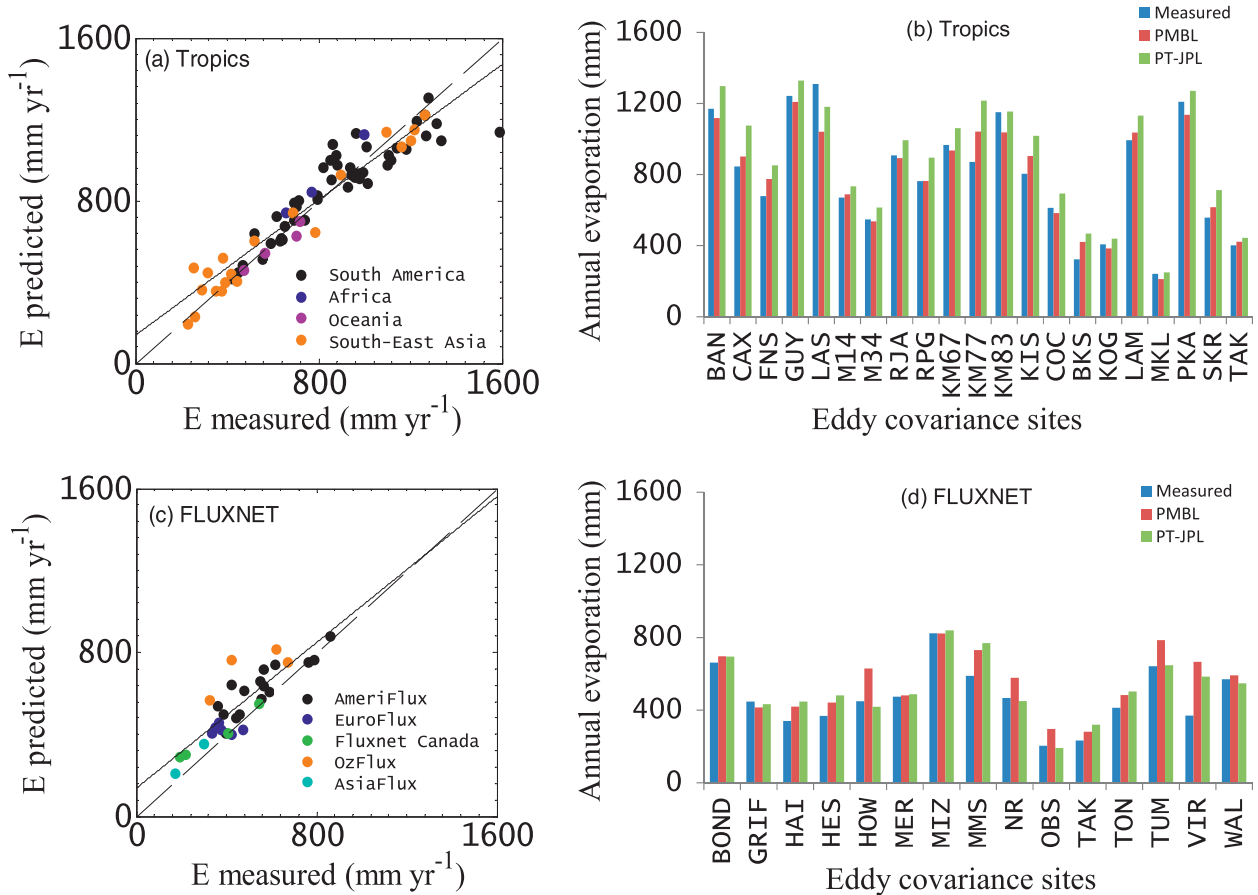 (a) Tropics
E predicted (mm yr-1)
1600
800
0
South America
Africa
Oceania
South-East Asia
0 800 1600
E measured (mm yr-1)
(b) Tropics
Measured
PMBL
PT-JPL
Annual evaporation (mm)
1600
1200
800
400
0
BAN CAX FNS GUY LAS M14 M34 RJA RPG KM67 KM77 KM83 KIS COC BKS KOG LAM MKL PKA SKR TAK
Eddy covariance sites
(c) FLUXNET
E predicted (mm yr-1)
1600
800
0
AmeriFlux
EuroFlux
Fluxnet Canada
OzFlux
AsiaFlux
0 800 1600
E measured (mm yr-1)
(d) FLUXNET
Measured
PMBL
PT-JPL
Annual evaporation (mm)
1600
1200
800
400
0
BOND GRIF HAI HES HOW MER MIZ MMS NR OBS TAK TON TUM VIR WAL
Eddy covariance sites